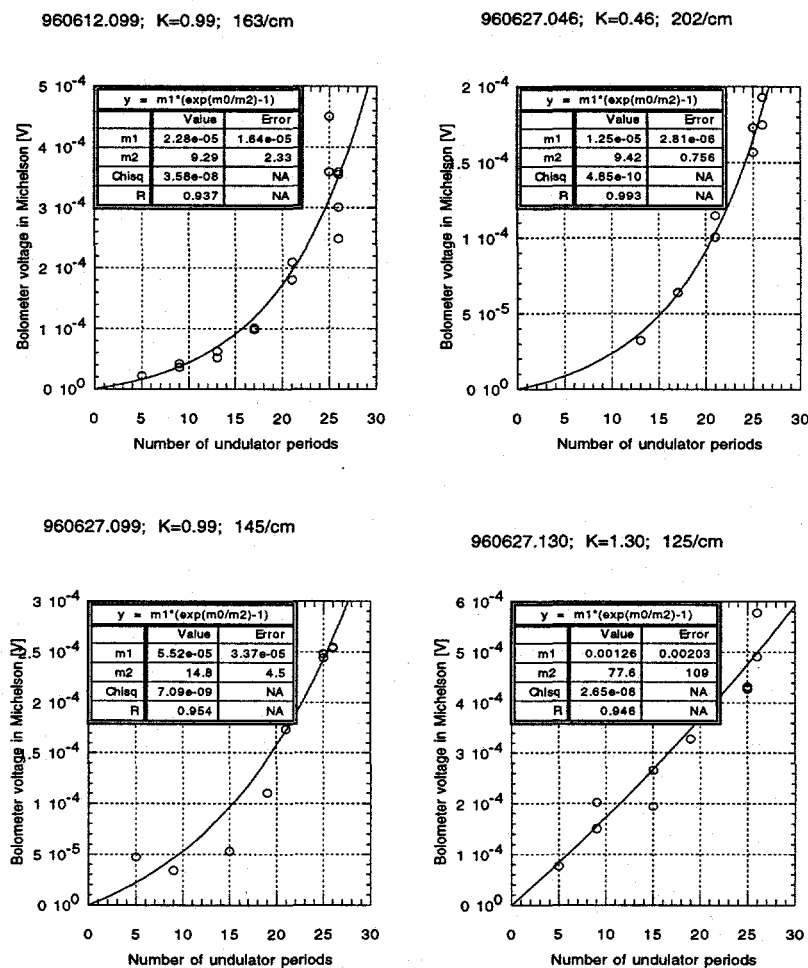 960612.099; K=0.99; 163/cm
y = m1*(exp(m0/m2)-1)
Value Error
m1 2.28e-05 1.64e-05
m2 9.29 2.33
Chisq 3.58e-08 NA
R 0.937 NA
5 10^-4
4 10^-4
3 10^-4
2 10^-4
1 10^-4
0 10^0
Bolometer voltage in Michelson [V]
0 5 10 15 20 25 30
Number of undulator periods
960627.046; K=0.46; 202/cm
y = m1*(exp(m0/m2)-1)
Value Error
m1 1.25e-05 2.81e-06
m2 9.42 0.756
Chisq 4.85e-10 NA
R 0.993 NA
2 10^-4
.5 10^-4
1 10^-4
5 10^-5
0 10^0
Bolometer voltage in Michelson [V]
0 5 10 15 20 25 30
Number of undulator periods
960627.099; K=0.99; 145/cm
y = m1*(exp(m0/m2)-1)
Value Error
m1 5.52e-05 3.37e-05
m2 14.8 4.5
Chisq 7.09e-09 NA
R 0.954 NA
3 10^-4
.5 10^-4
2 10^-4
.5 10^-4
1 10^-4
5 10^-5
0 10^0
Bolometer voltage in Michelson [V]
0 5 10 15 20 25 30
Number of undulator periods
960627.130; K=1.30; 125/cm
y = m1*(exp(m0/m2)-1)
Value Error
m1 0.00126 0.00203
m2 77.6 109
Chisq 2.65e-08 NA
R 0.946 NA
6 10^-4
5 10^-4
4 10^-4
3 10^-4
2 10^-4
1 10^-4
0 10^0
Bolometer voltage in Michelson [V]
0 5 10 15 20 25 30
Number of undulator periods